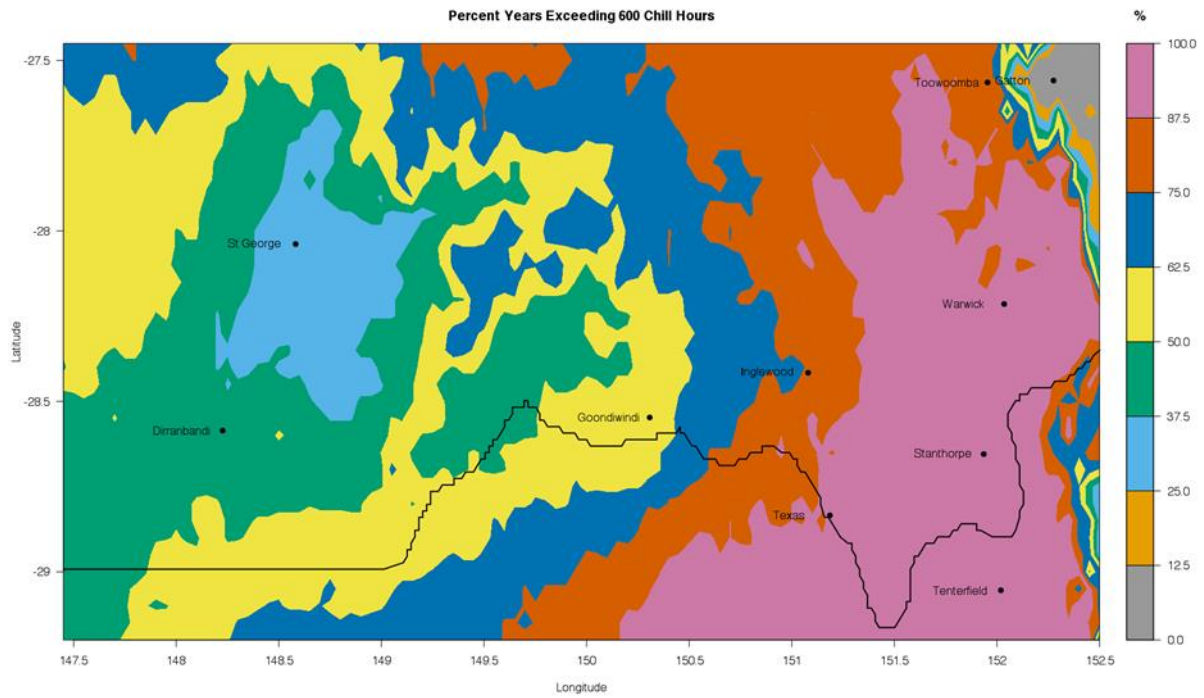 Percent Years Exceeding 600 Chill Hours
%
-27.5
-28
-28.5
-29
Latitude
Toowoomba
Gatton
St George
Warwick
Inglewood
Goondiwindi
Dirranbandi
Stanthorpe
Texas
Tenterfield
100.0
87.5
75.0
62.5
50.0
37.5
25.0
12.5
0.0
147.5 148 148.5 149 149.5 150 150.5 151 151.5 152 152.5
Longitude